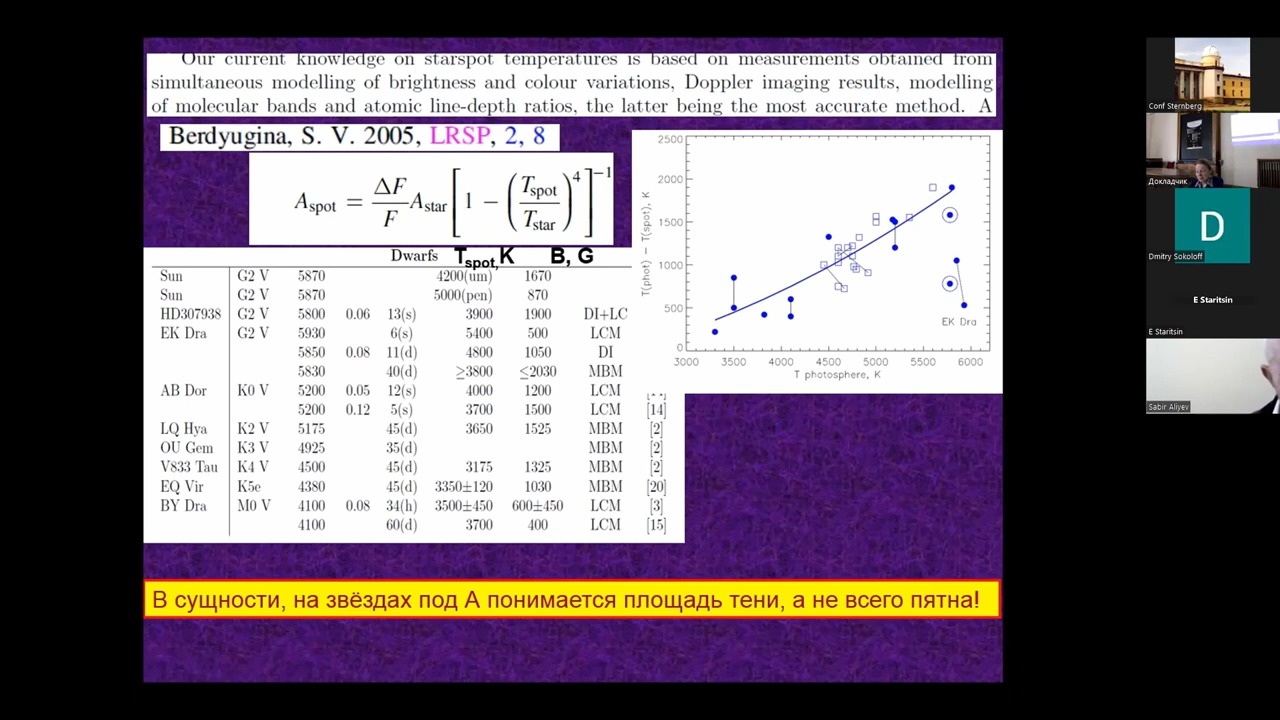 Our current knowledge on starspot temperatures is based on measurements obtained from
simultaneous modelling of brightness and colour variations, Doppler imaging results, modelling
of molecular bands and atomic line-depth ratios, the latter being the most accurate method. A
Berdyugina, S. V. 2005, LRSP, 2, 8
A_spot = ΔF/F A_star [1 − (T_spot/T_star)^4]^−1
Dwarfs T_spot, K B, G
Sun G2 V 5870 4200(um) 1670
Sun G2 V 5870 5000(pen) 870
HD307938 G2 V 5800 0.06 13(s) 3900 1900 DI+LC
EK Dra G2 V 5930 6(s) 5400 500 LCM
5850 0.08 11(d) 4800 1050 DI
5830 40(d) ≥3800 ≤2030 MBM
AB Dor K0 V 5200 0.05 12(s) 4000 1200 LCM
5200 0.12 5(s) 3700 1500 LCM [14]
LQ Hya K2 V 5175 45(d) 3650 1525 MBM [2]
OU Gem K3 V 4925 35(d) MBM [2]
V833 Tau K4 V 4500 45(d) 3175 1325 MBM [2]
EQ Vir K5e 4380 45(d) 3350±120 1030 MBM [20]
BY Dra M0 V 4100 0.08 34(h) 3500±450 600±450 LCM [3]
4100 60(d) 3700 400 LCM [15]
T(phot) − T(spot), K
2500
2000
1500
1000
500
0
EK Dra
3000 3500 4000 4500 5000 5500 6000
T photosphere, K
В сущности, на звёздах под А понимается площадь тени, а не всего пятна!
Conf Sternberg
Докладчик
D
Dmitry Sokoloff
E Staritsin
E Staritsin
Sabir Aliyev